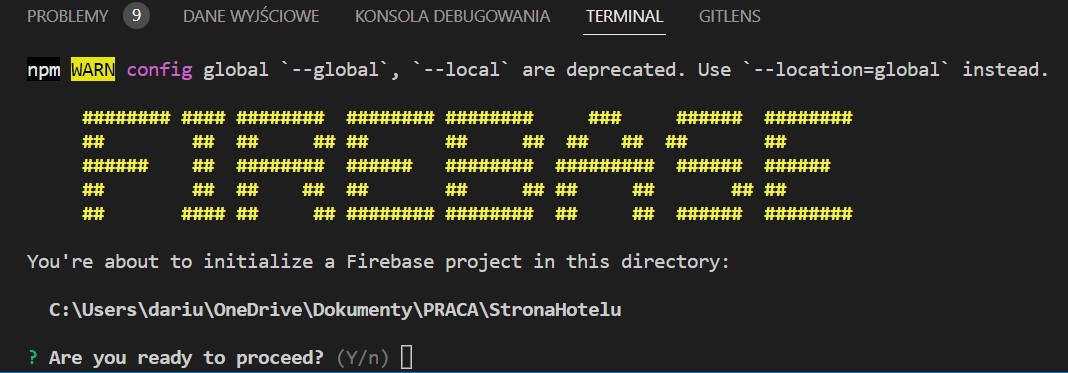 PROBLEMY 9 DANE WYJŚCIOWE KONSOLA DEBUGOWANIA TERMINAL GITLENS
npm WARN config global `--global`, `--local` are deprecated. Use `--location=global` instead.
     ######## #### ########  ######## ########     ###     ######  ########
     ##        ##  ##     ## ##       ##     ##  ##   ##  ##       ##
     ######    ##  ########  ######   ########  #########  ######  ######
     ##        ##  ##    ##  ##       ##     ## ##     ##       ## ##
     ##       #### ##     ## ######## ########  ##     ##  ######  ########
You're about to initialize a Firebase project in this directory:
C:\Users\dariu\OneDrive\Dokumenty\PRACA\StronaHotelu
? Are you ready to proceed? (Y/n)